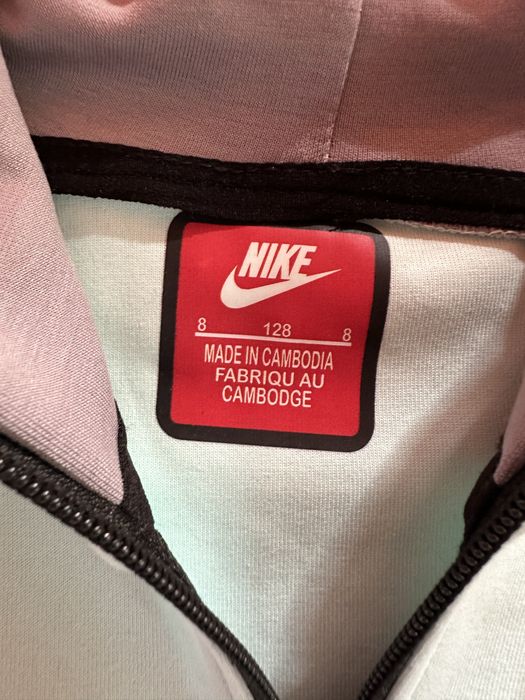 NIKE
8 128 8
MADE IN CAMBODIA
FABRIQU AU
CAMBODGE